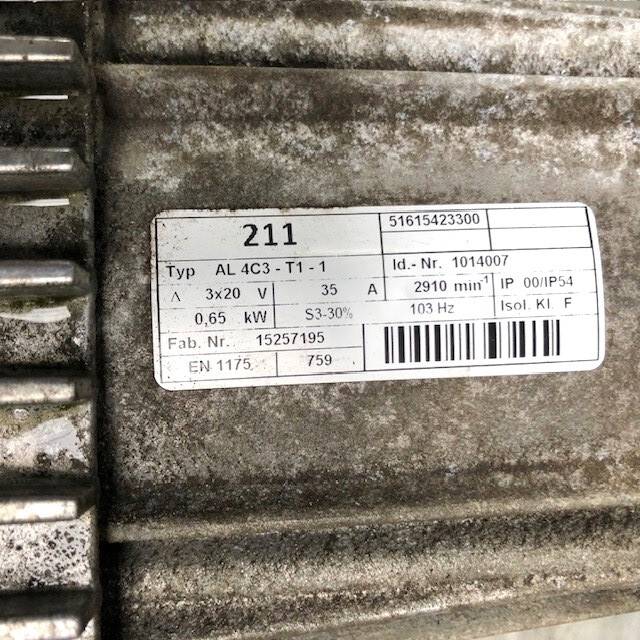 211 51615423300
Typ AL 4C3 - T1 - 1 Id.- Nr. 1014007
Λ 3x20 V 35 A 2910 min⁻¹ IP 00/IP54
0,65 kW S3-30% 103 Hz Isol. Kl. F
Fab. Nr. 15257195
EN 1175 759